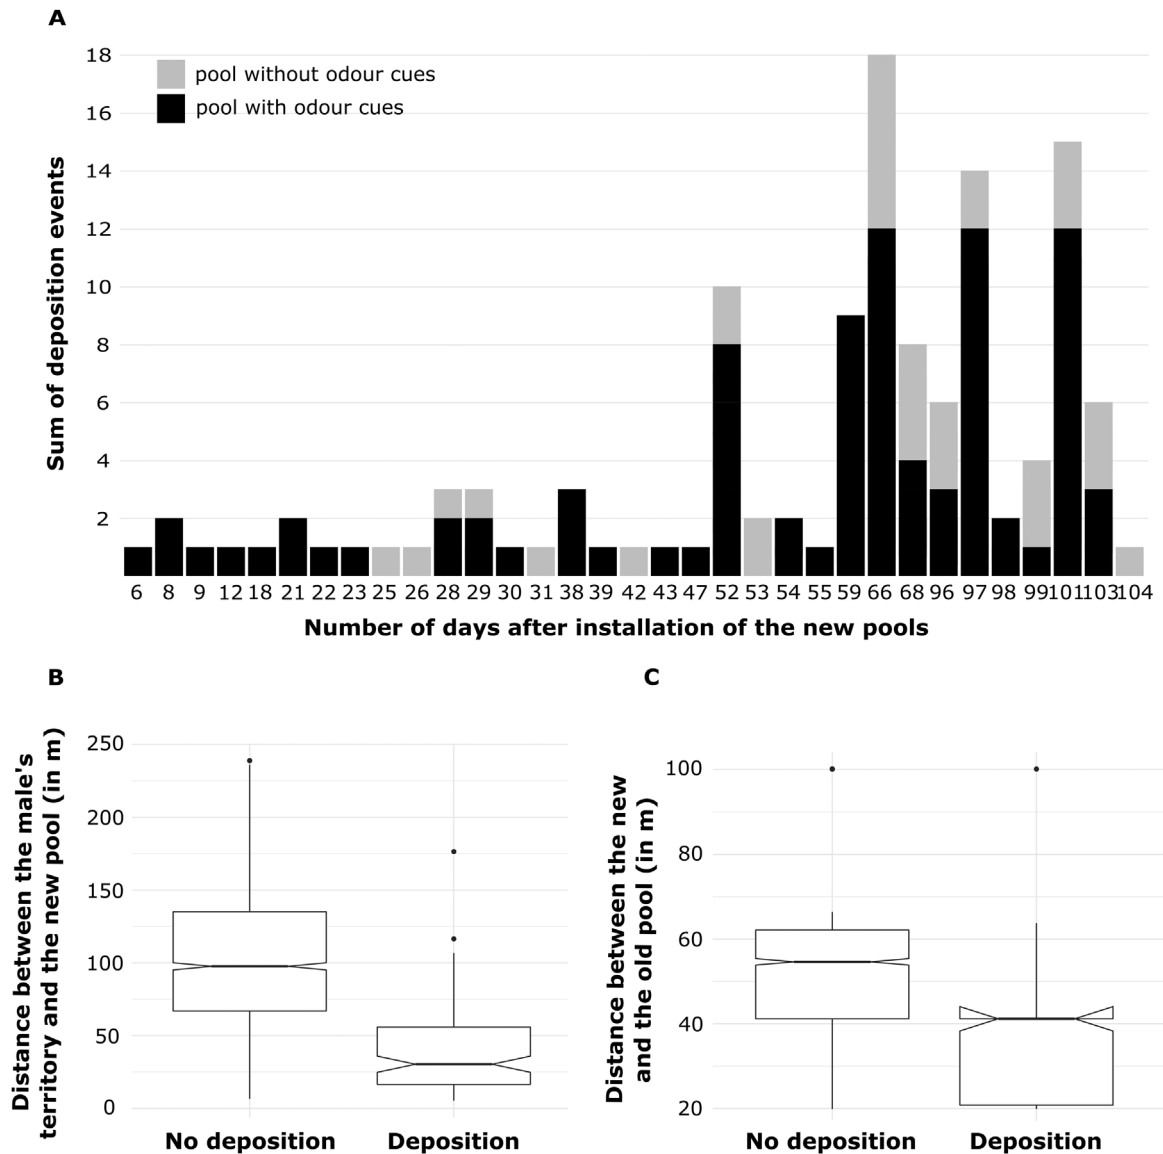 A
18
pool without odour cues
pool with odour cues
16
14
12
10
8
6
4
2
Sum of deposition events
6 8 9 12 18 21 22 23 25 26 28 29 30 31 38 39 42 43 47 52 53 54 55 59 66 68 96 97 98 99 101 103 104
Number of days after installation of the new pools
B
Distance between the male's
territory and the new pool (in m)
250
200
150
100
50
0
No deposition Deposition
C
Distance between the new
and the old pool (in m)
100
80
60
40
20
No deposition Deposition